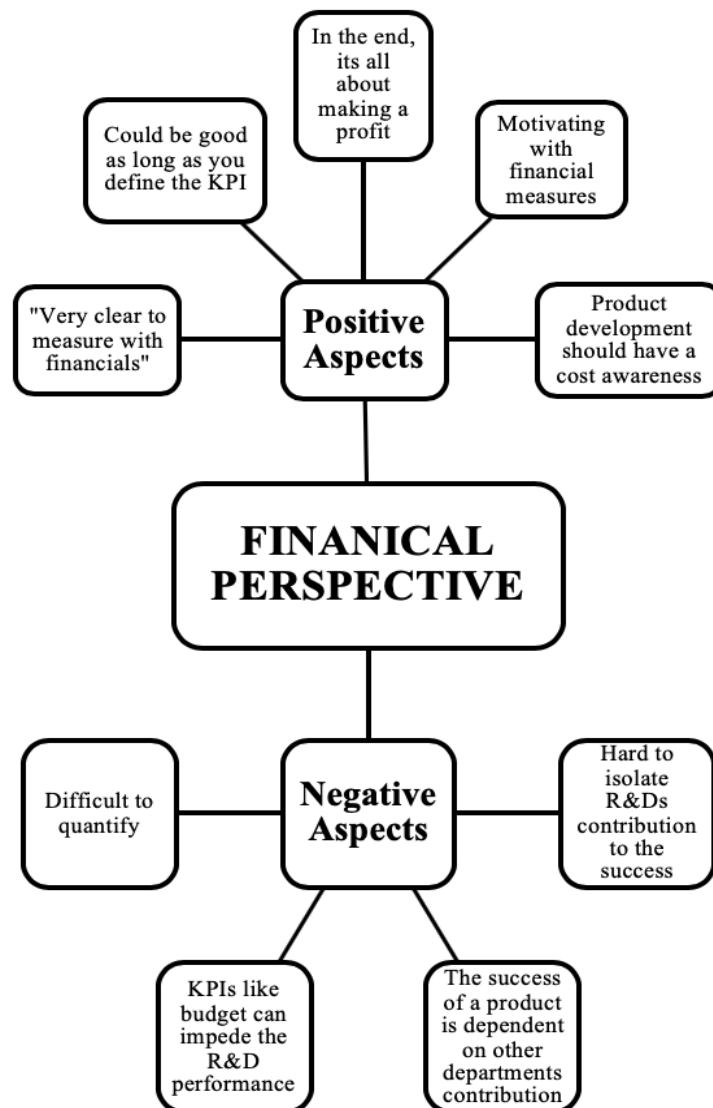 In the end,
its all
about
making a
profit
Could be good
as long as you
define the KPI
Motivating
with
financial
measures
"Very clear to
measure with
financials"
Positive
Aspects
Product
development
should have a
cost awareness
FINANICAL
PERSPECTIVE
Difficult to
quantify
Negative
Aspects
Hard to
isolate
R&Ds
contribution
to the
success
KPIs like
budget can
impede the
R&D
performance
The success
of a product
is dependent
on other
departments
contribution